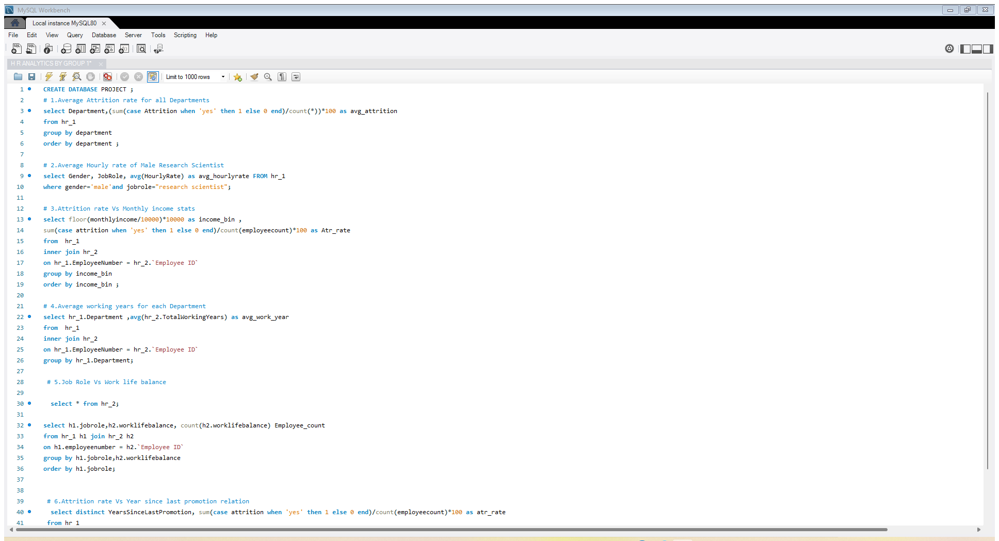 MySQL Workbench
Local instance MySQL80
File Edit View Query Database Server Tools Scripting Help
H R ANALYTICS BY GROUP 1*
Limit to 1000 rows
1 CREATE DATABASE PROJECT ;
2 # 1.Average Attrition rate for all Departments
3 select Department,(sum(case Attrition when 'yes' then 1 else 0 end)/count(*))*100 as avg_attrition
4 from hr_1
5 group by department
6 order by department ;
7
8 # 2.Average Hourly rate of Male Research Scientist
9 select Gender, JobRole, avg(HourlyRate) as avg_hourlyrate FROM hr_1
10 where gender='male'and jobrole="research scientist";
11
12 # 3.Attrition rate Vs Monthly income stats
13 select floor(monthlyincome/10000)*10000 as income_bin ,
14 sum(case attrition when 'yes' then 1 else 0 end)/count(employeecount)*100 as Atr_rate
15 from  hr_1
16 inner join hr_2
17 on hr_1.EmployeeNumber = hr_2.`Employee ID`
18 group by income_bin
19 order by income_bin ;
20
21 # 4.Average working years for each Department
22 select hr_1.Department ,avg(hr_2.TotalWorkingYears) as avg_work_year
23 from  hr_1
24 inner join hr_2
25 on hr_1.EmployeeNumber = hr_2.`Employee ID`
26 group by hr_1.Department;
27
28 # 5.Job Role Vs Work life balance
29
30 select * from hr_2;
31
32 select h1.jobrole,h2.worklifebalance, count(h2.worklifebalance) Employee_count
33 from hr_1 h1 join hr_2 h2
34 on h1.employeenumber = h2.`Employee ID`
35 group by h1.jobrole,h2.worklifebalance
36 order by h1.jobrole;
37
38
39 # 6.Attrition rate Vs Year since last promotion relation
40 select distinct YearsSinceLastPromotion, sum(case attrition when 'yes' then 1 else 0 end)/count(employeecount)*100 as atr_rate
41 from hr_1